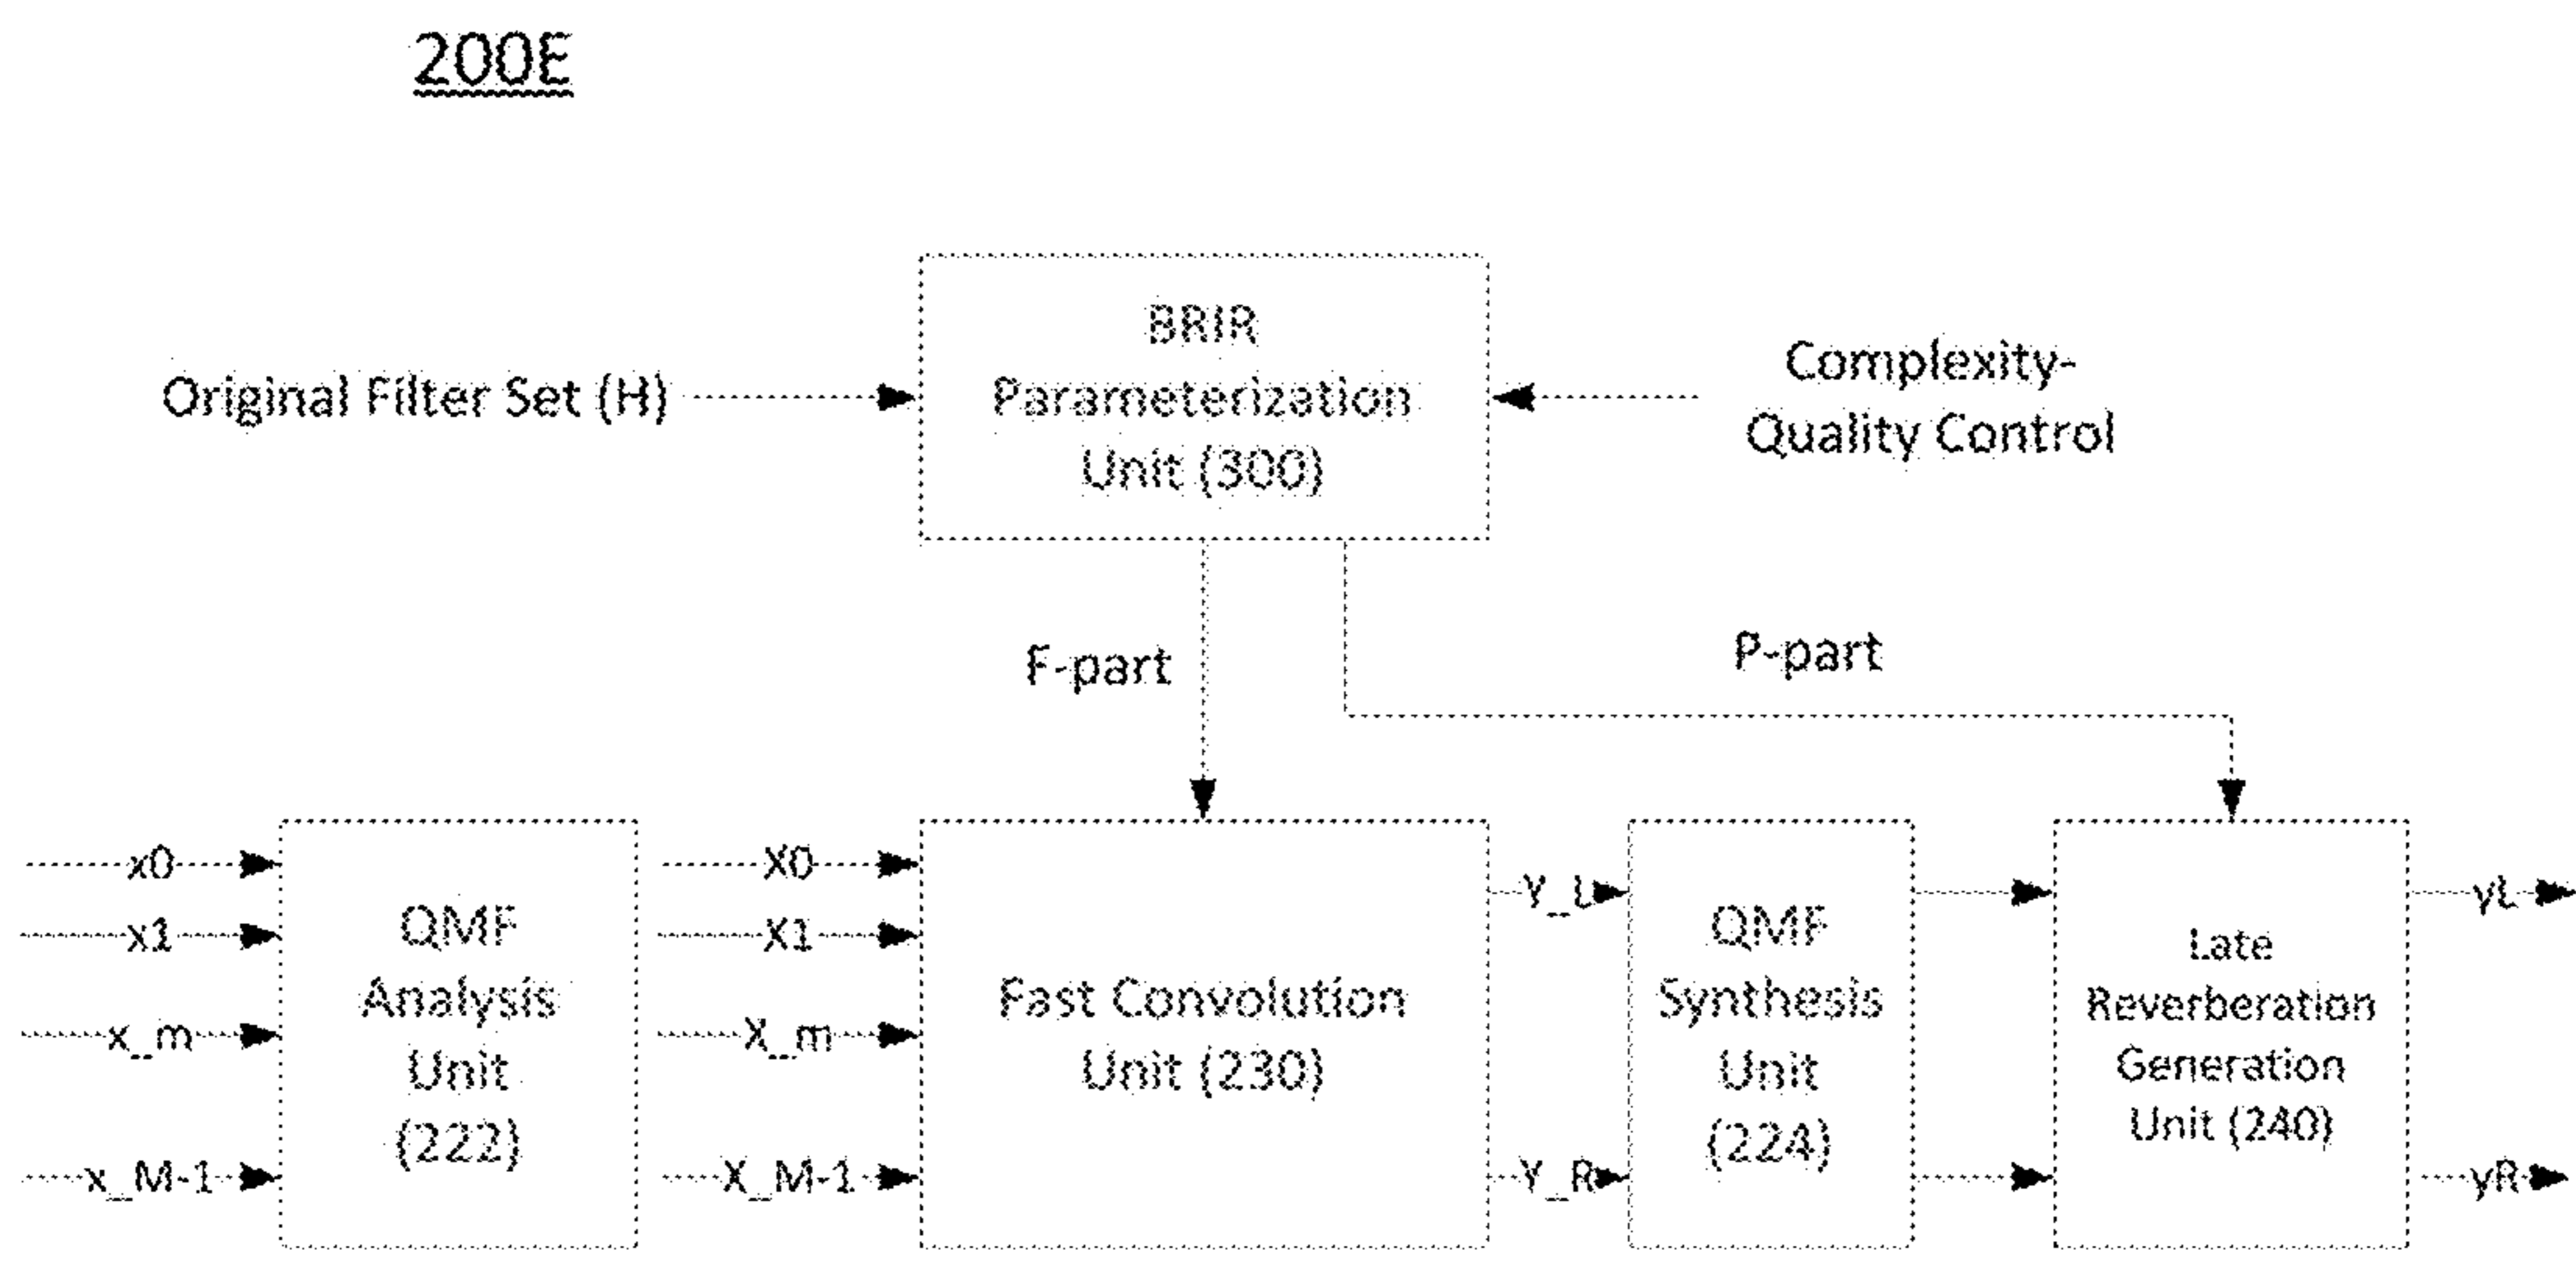 200E
BRIR
Parameterization
Unit (300)
Original Filter Set (H)
Complexity-
Quality Control
F-part
P-part
x0
x1
x_m
x_M-1
QMF
Analysis
Unit
(222)
X0
X1
X_m
X_M-1
Fast Convolution
Unit (230)
Y_L
Y_R
QMF
Synthesis
Unit
(224)
Late
Reverberation
Generation
Unit (240)
yL
yR